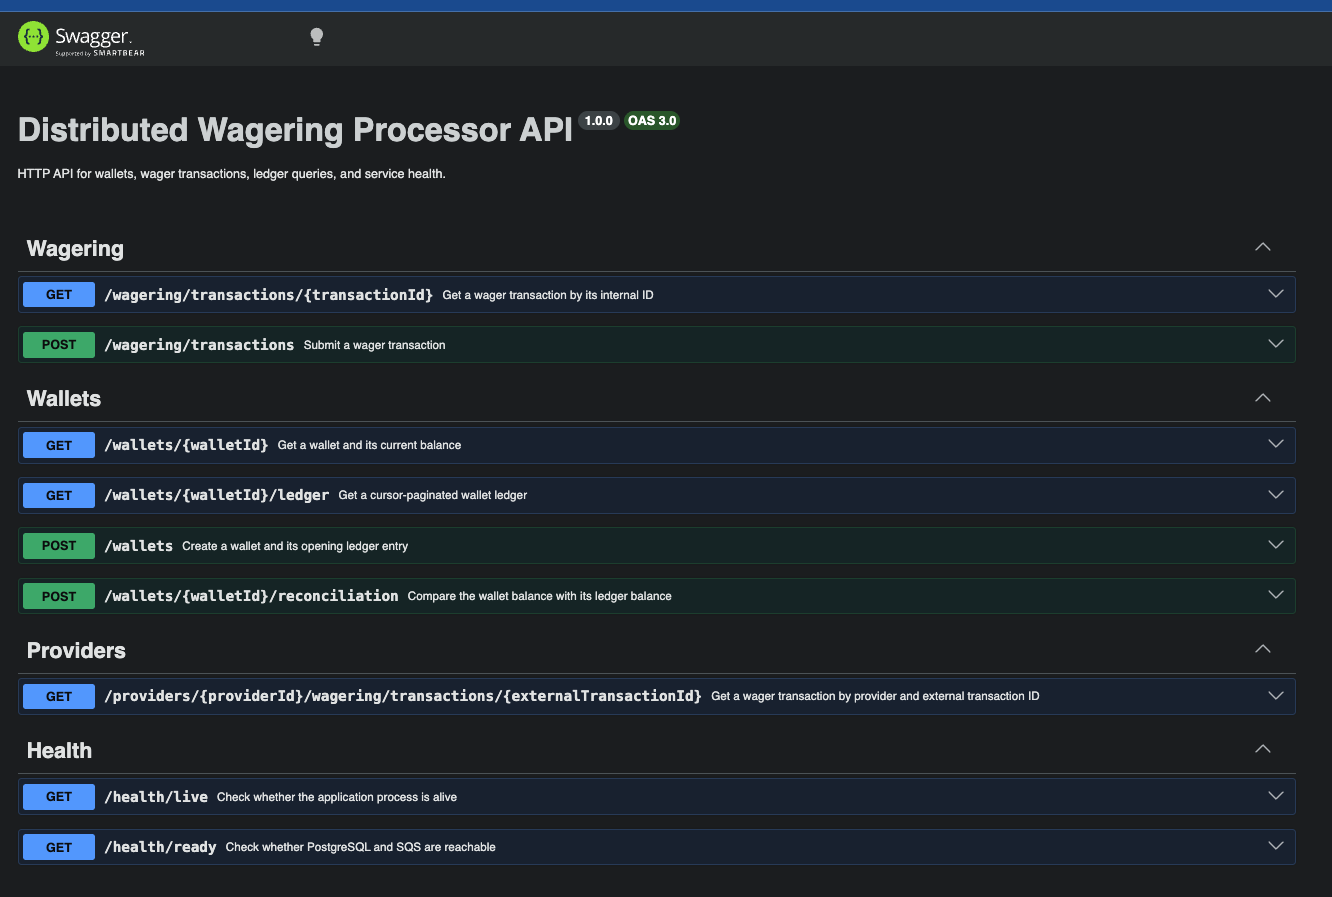 Swagger.
Supported by SMARTBEAR
Distributed Wagering Processor API 1.0.0 OAS 3.0
HTTP API for wallets, wager transactions, ledger queries, and service health.
Wagering
GET /wagering/transactions/{transactionId} Get a wager transaction by its internal ID
POST /wagering/transactions Submit a wager transaction
Wallets
GET /wallets/{walletId} Get a wallet and its current balance
GET /wallets/{walletId}/ledger Get a cursor-paginated wallet ledger
POST /wallets Create a wallet and its opening ledger entry
POST /wallets/{walletId}/reconciliation Compare the wallet balance with its ledger balance
Providers
GET /providers/{providerId}/wagering/transactions/{externalTransactionId} Get a wager transaction by provider and external transaction ID
Health
GET /health/live Check whether the application process is alive
GET /health/ready Check whether PostgreSQL and SQS are reachable